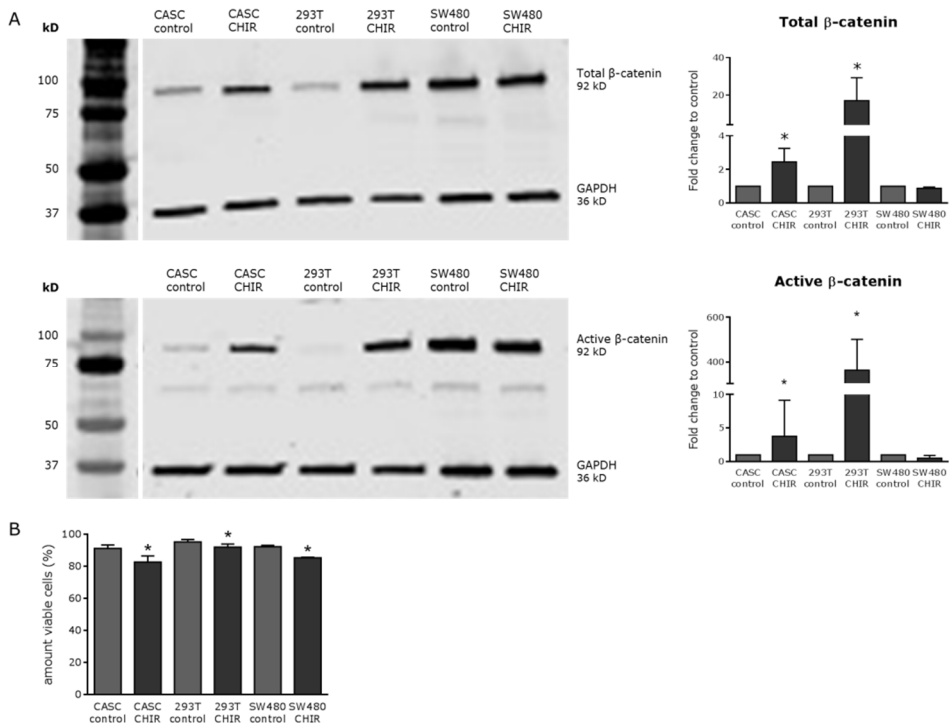 A
kD
CASC control
CASC CHIR
293T control
293T CHIR
SW480 control
SW480 CHIR
100
75
50
37
Total β-catenin
92 kD
GAPDH
36 kD
Total β-catenin
Fold change to control
40
20
4
2
0
CASC control
CASC CHIR
293T control
293T CHIR
SW480 control
SW480 CHIR
*
*
kD
CASC control
CASC CHIR
293T control
293T CHIR
SW480 control
SW480 CHIR
100
75
50
37
Active β-catenin
92 kD
GAPDH
36 kD
Active β-catenin
Fold change to control
600
400
10
5
0
CASC control
CASC CHIR
293T control
293T CHIR
SW480 control
SW480 CHIR
*
*
B
amount viable cells (%)
100
80
60
40
20
0
CASC control
CASC CHIR
293T control
293T CHIR
SW480 control
SW480 CHIR
*
*
*